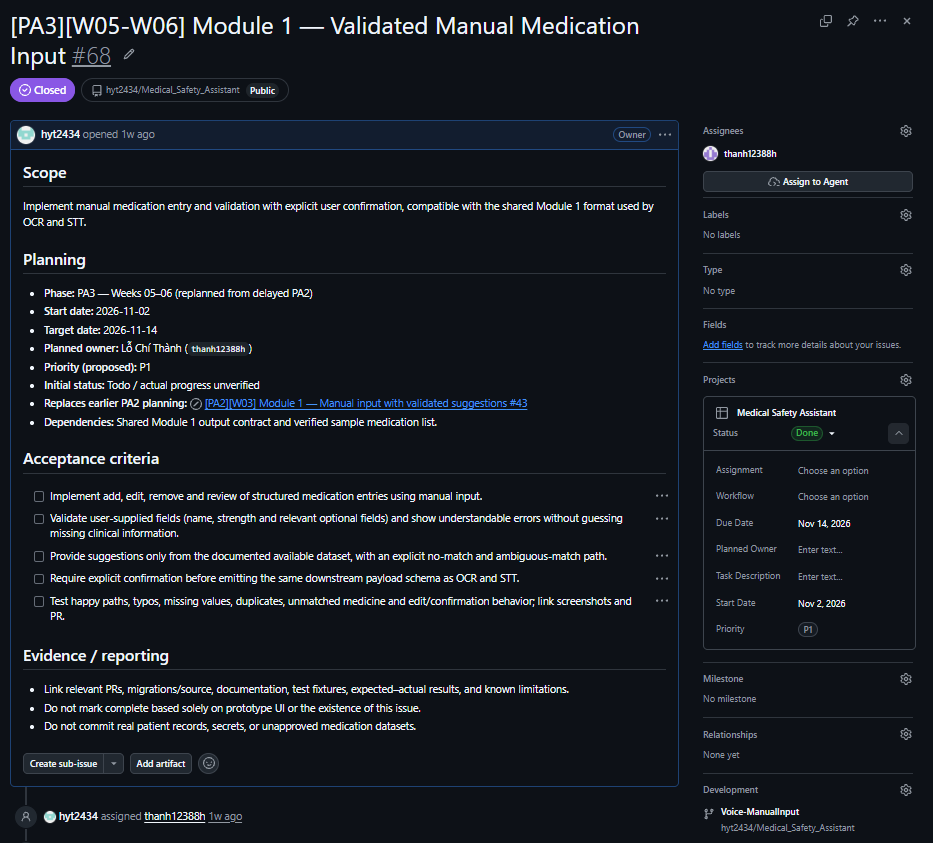 [PA3][W05-W06] Module 1 — Validated Manual Medication
Input #68
Closed
hyt2434/Medical_Safety_Assistant Public
hyt2434 opened 1w ago
Owner
Scope
Implement manual medication entry and validation with explicit user confirmation, compatible with the shared Module 1 format used by
OCR and STT.
Planning
Phase: PA3 — Weeks 05–06 (replanned from delayed PA2)
Start date: 2026-11-02
Target date: 2026-11-14
Planned owner: Lỗ Chí Thành ( thanh12388h )
Priority (proposed): P1
Initial status: Todo / actual progress unverified
Replaces earlier PA2 planning: [PA2][W03] Module 1 — Manual input with validated suggestions #43
Dependencies: Shared Module 1 output contract and verified sample medication list.
Acceptance criteria
Implement add, edit, remove and review of structured medication entries using manual input.
Validate user-supplied fields (name, strength and relevant optional fields) and show understandable errors without guessing
missing clinical information.
Provide suggestions only from the documented available dataset, with an explicit no-match and ambiguous-match path.
Require explicit confirmation before emitting the same downstream payload schema as OCR and STT.
Test happy paths, typos, missing values, duplicates, unmatched medicine and edit/confirmation behavior; link screenshots and
PR.
Evidence / reporting
Link relevant PRs, migrations/source, documentation, test fixtures, expected–actual results, and known limitations.
Do not mark complete based solely on prototype UI or the existence of this issue.
Do not commit real patient records, secrets, or unapproved medication datasets.
Create sub-issue
Add artifact
hyt2434 assigned thanh12388h 1w ago
Assignees
thanh12388h
Assign to Agent
Labels
No labels
Type
No type
Fields
Add fields to track more details about your issues.
Projects
Medical Safety Assistant
Status Done
Assignment Choose an option
Workflow Choose an option
Due Date Nov 14, 2026
Planned Owner Enter text...
Task Description Enter text...
Start Date Nov 2, 2026
Priority P1
Milestone
No milestone
Relationships
None yet
Development
Voice-ManualInput
hyt2434/Medical_Safety_Assistant